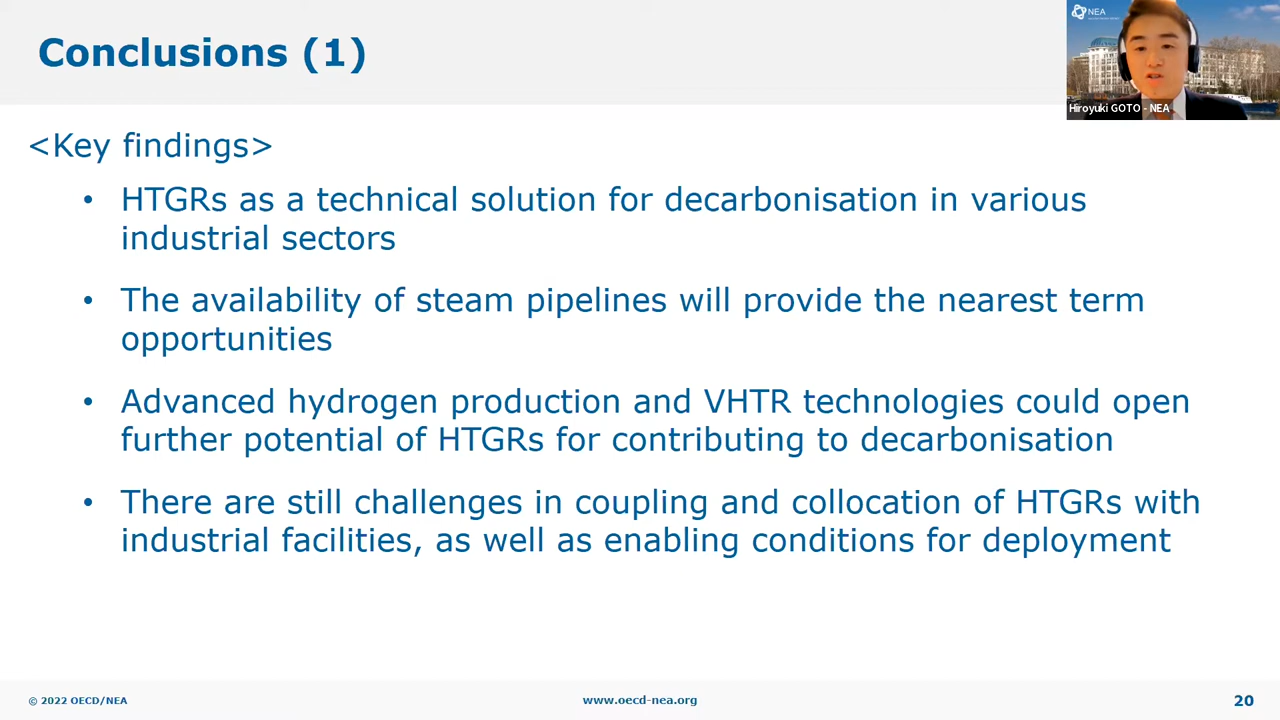 Conclusions (1)
NEA
Hiroyuki GOTO - NEA
<Key findings>
• HTGRs as a technical solution for decarbonisation in various
industrial sectors
• The availability of steam pipelines will provide the nearest term
opportunities
• Advanced hydrogen production and VHTR technologies could open
further potential of HTGRs for contributing to decarbonisation
• There are still challenges in coupling and collocation of HTGRs with
industrial facilities, as well as enabling conditions for deployment
© 2022 OECD/NEA
www.oecd-nea.org
20